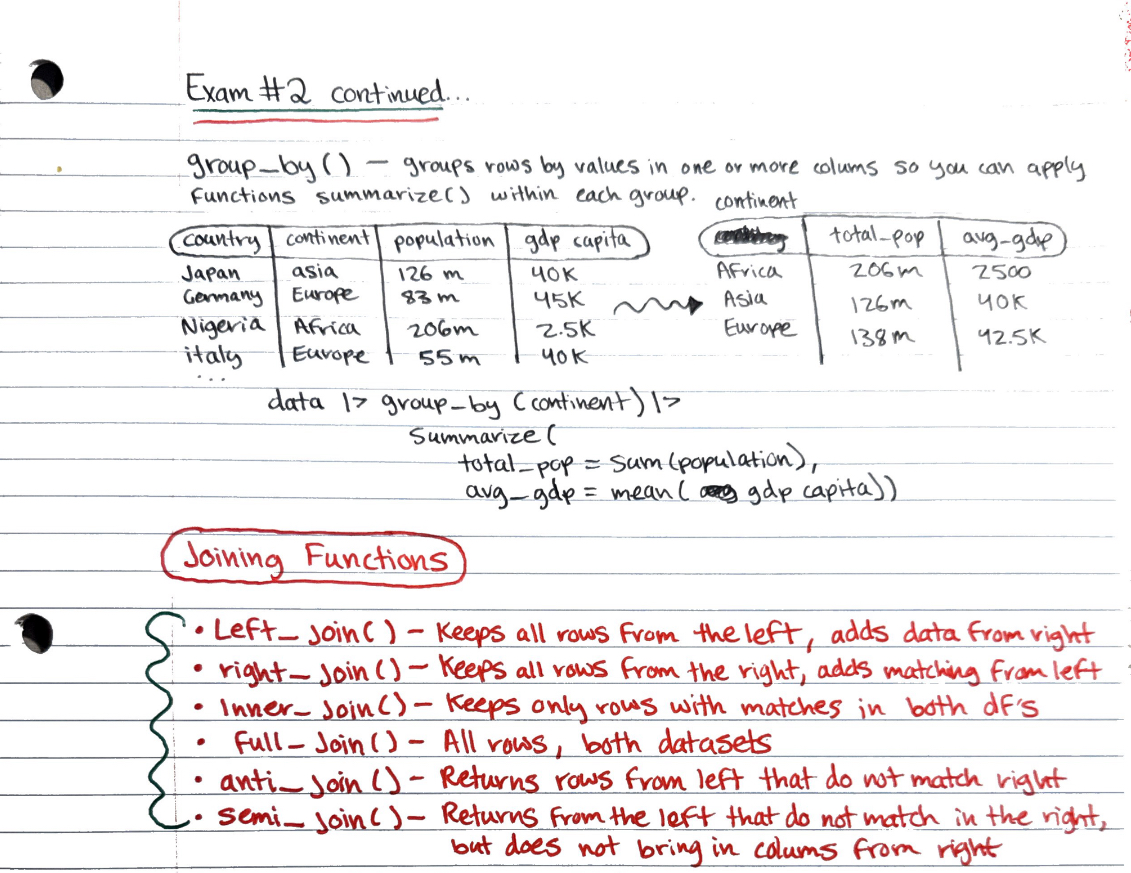 Exam #2 continued...
group_by() — groups rows by values in one or more colums so you can apply
functions summarize() within each group.
continent
country continent population gdp capita
total_pop avg_gdp
Japan asia 126 m 40K
Africa 206m 2500
Germany Europe 83 m 45K
Asia 126m 40K
Nigeria Africa 206m 2.5K
Europe 138m 42.5K
italy Europe 55 m 40K
...
data |> group_by (continent) |>
summarize (
total_pop = sum (population),
avg_gdp = mean ( gdp capita))
Joining Functions
• Left_join() – Keeps all rows from the left, adds data from right
• right_join() – Keeps all rows from the right, adds matching from left
• Inner_join() – Keeps only rows with matches in both df's
• Full_Join() – All rows, both datasets
• anti_join() – Returns rows from left that do not match right
• semi_join() – Returns from the left that do not match in the right,
but does not bring in colums from right